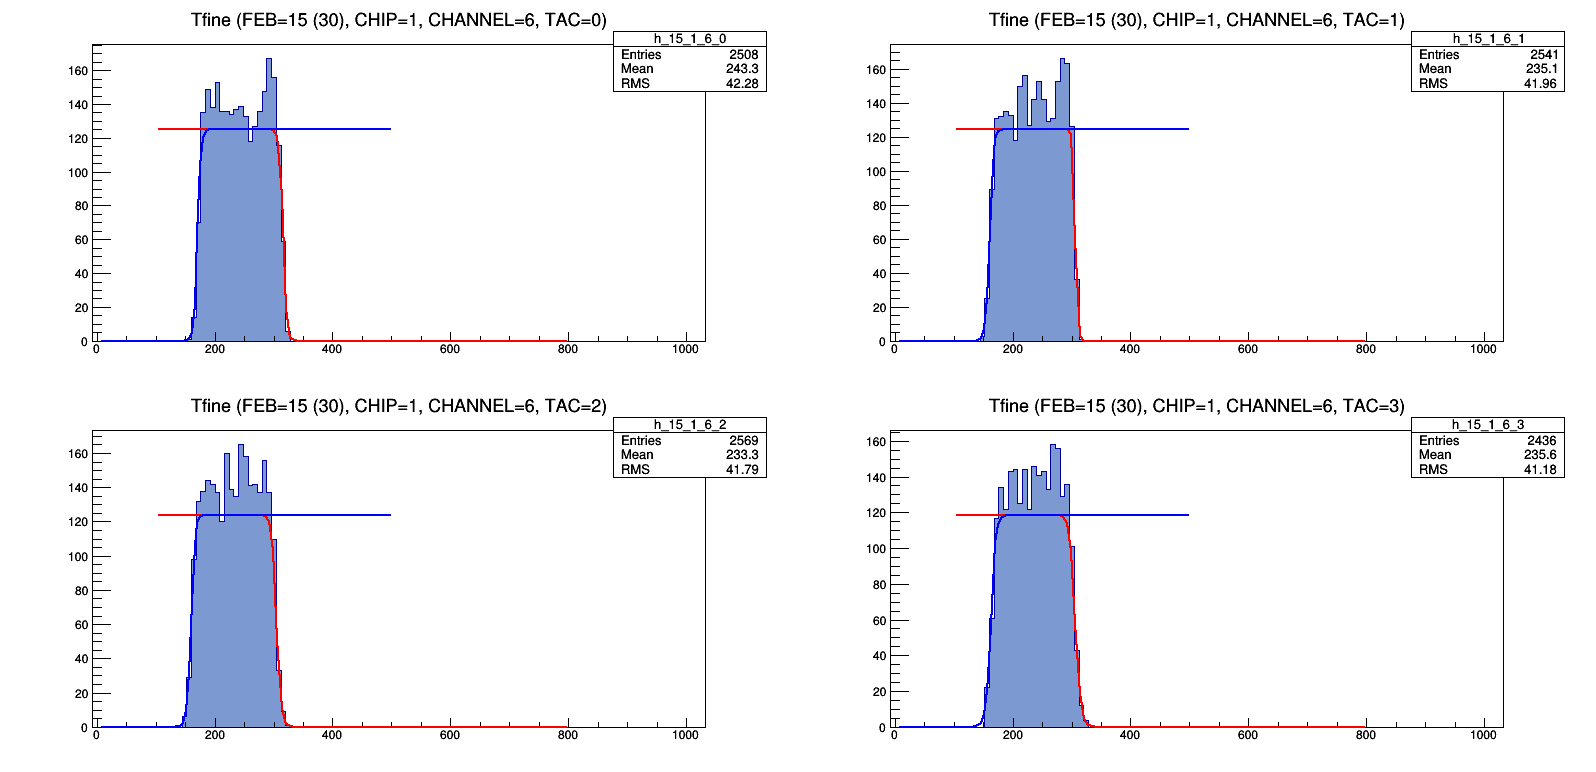 Tfine (FEB=15 (30), CHIP=1, CHANNEL=6, TAC=0)
h_15_1_6_0
Entries 2508
Mean 243.3
RMS 42.28
160
140
120
100
80
60
40
20
0
0 200 400 600 800 1000
Tfine (FEB=15 (30), CHIP=1, CHANNEL=6, TAC=1)
h_15_1_6_1
Entries 2541
Mean 235.1
RMS 41.96
160
140
120
100
80
60
40
20
0
0 200 400 600 800 1000
Tfine (FEB=15 (30), CHIP=1, CHANNEL=6, TAC=2)
h_15_1_6_2
Entries 2569
Mean 233.3
RMS 41.79
160
140
120
100
80
60
40
20
0
0 200 400 600 800 1000
Tfine (FEB=15 (30), CHIP=1, CHANNEL=6, TAC=3)
h_15_1_6_3
Entries 2436
Mean 235.6
RMS 41.18
160
140
120
100
80
60
40
20
0
0 200 400 600 800 1000